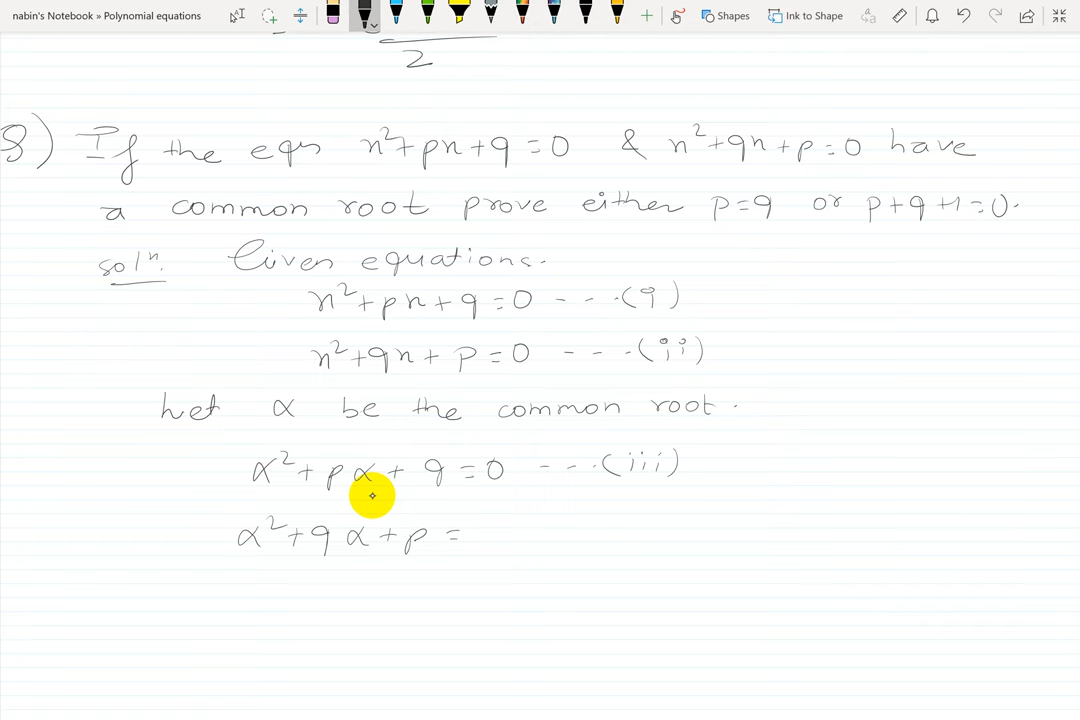 nabin's Notebook » Polynomial equations
Shapes
Ink to Shape
2
8) If the eqn x²+px+q=0 & x²+qx+p=0 have
a common root prove either p=q or p+q+1=0.
solⁿ. Given equations.
x²+px+q=0 ---.(i)
x²+qx+p=0 ---.(ii)
Let α be the common root.
α²+pα+q=0 ---.(iii)
α²+qα+p=